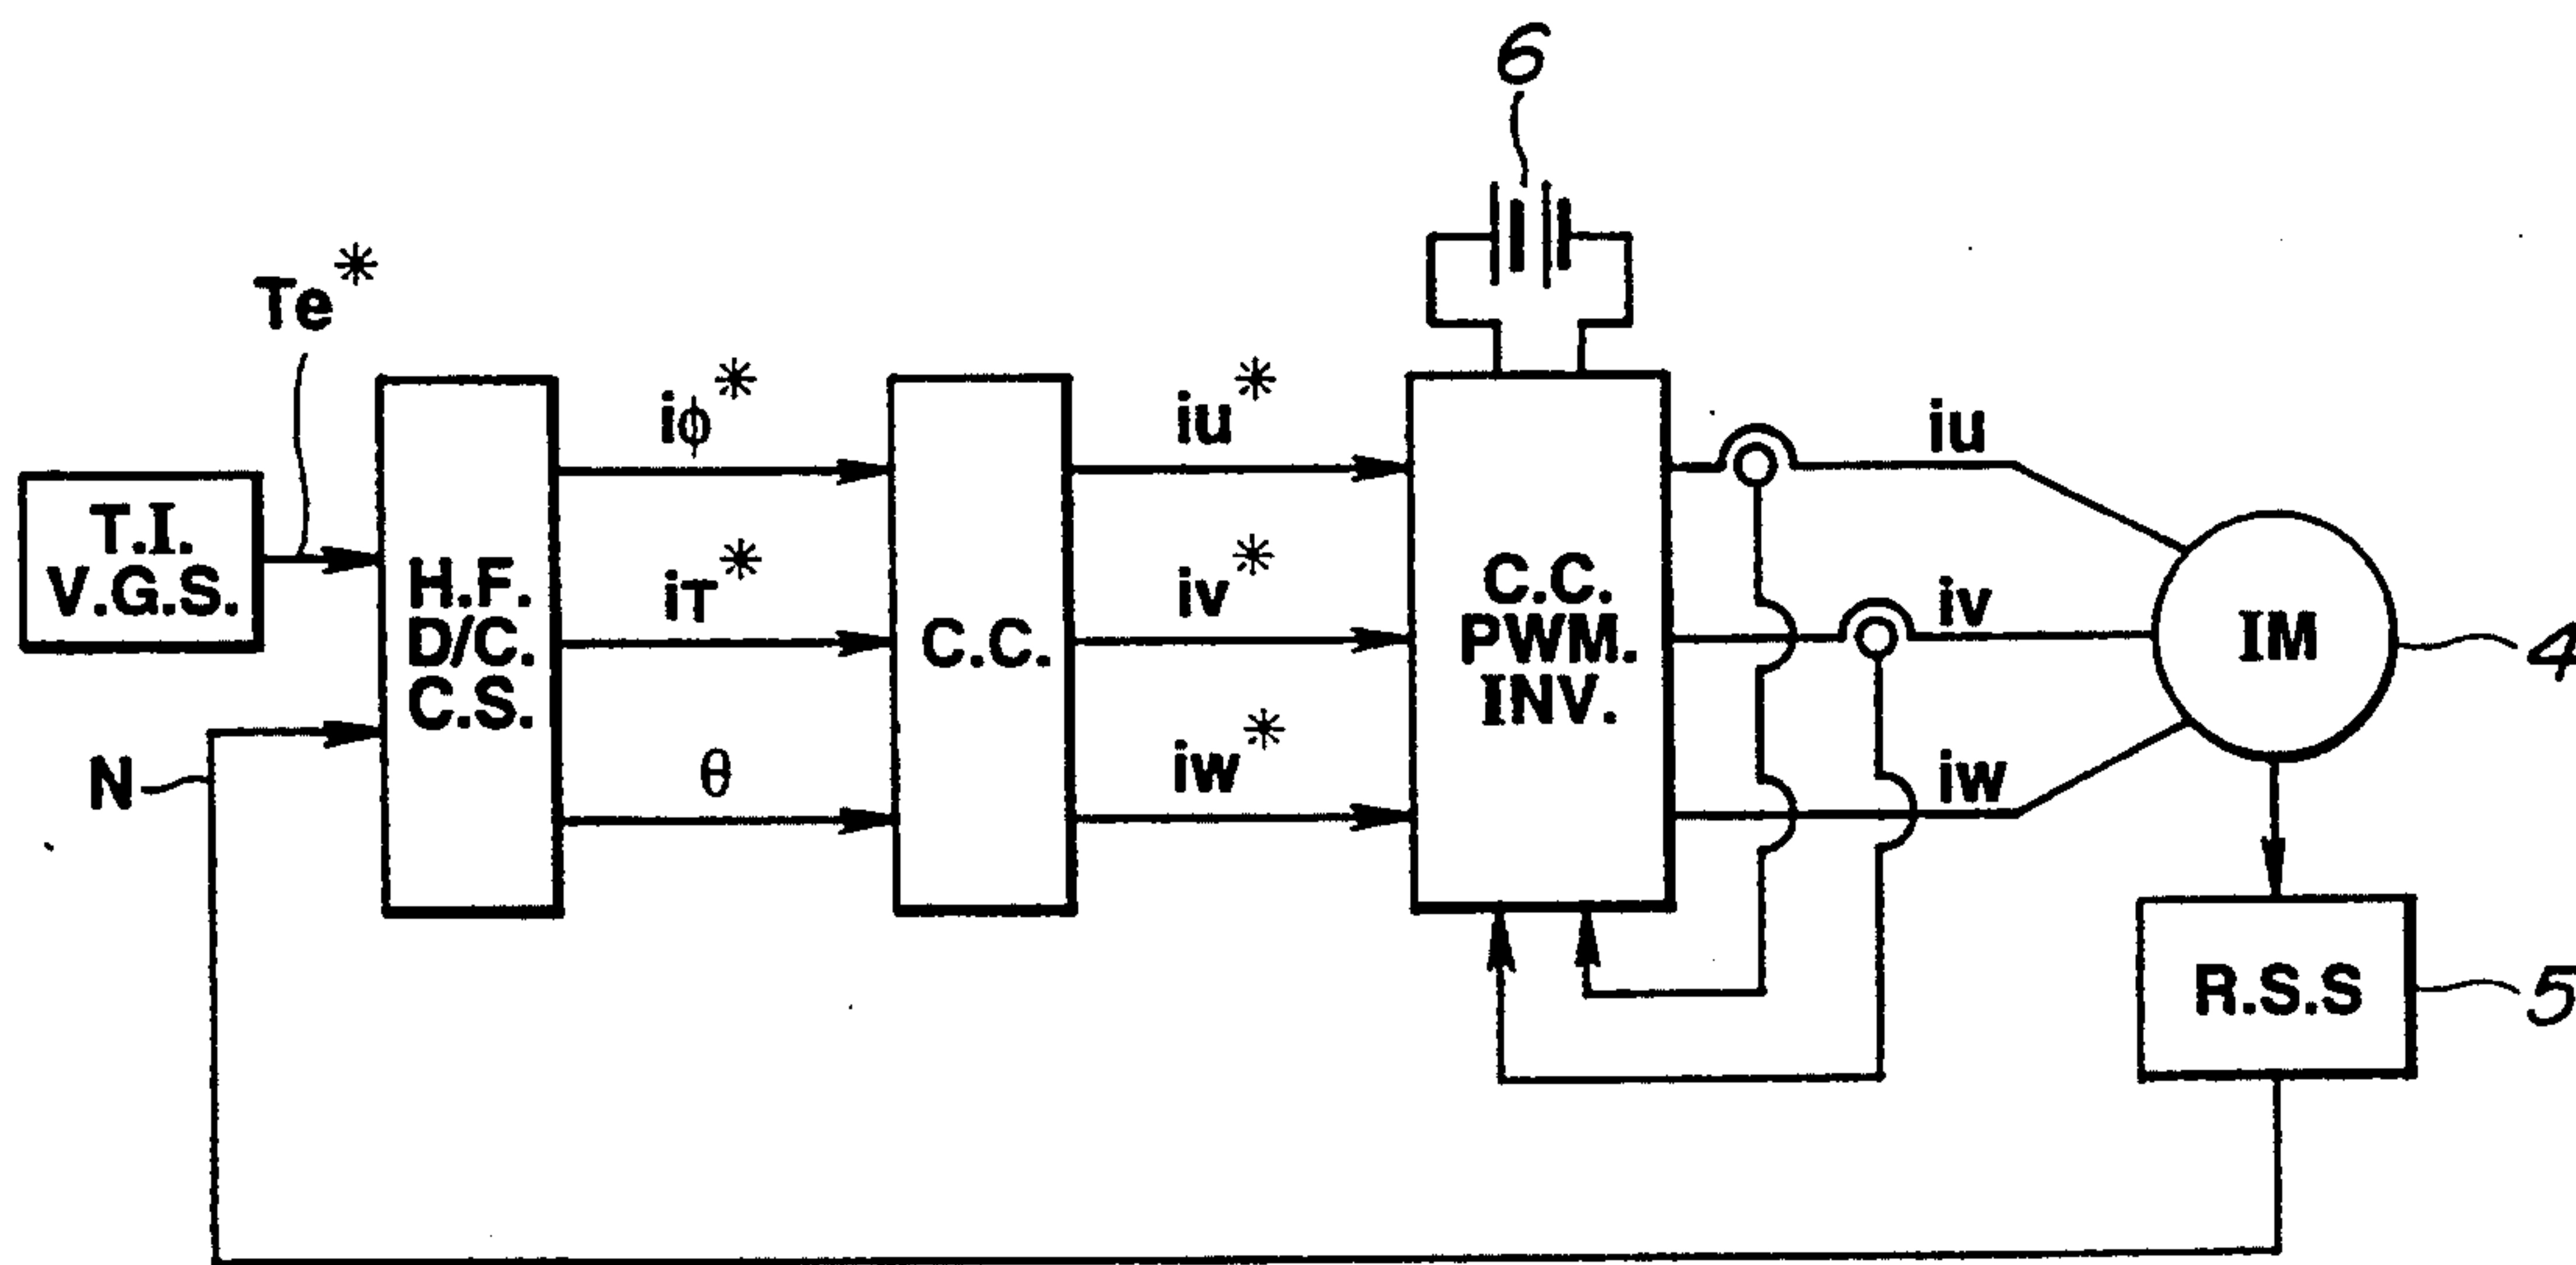 6
Te*
iφ*
iu*
iu
T.I.
V.G.S.
H.F.
D/C.
C.S.
iT*
C.C.
iv*
C.C.
PWM.
INV.
iv
IM
4
N
θ
iw*
iw
R.S.S
5